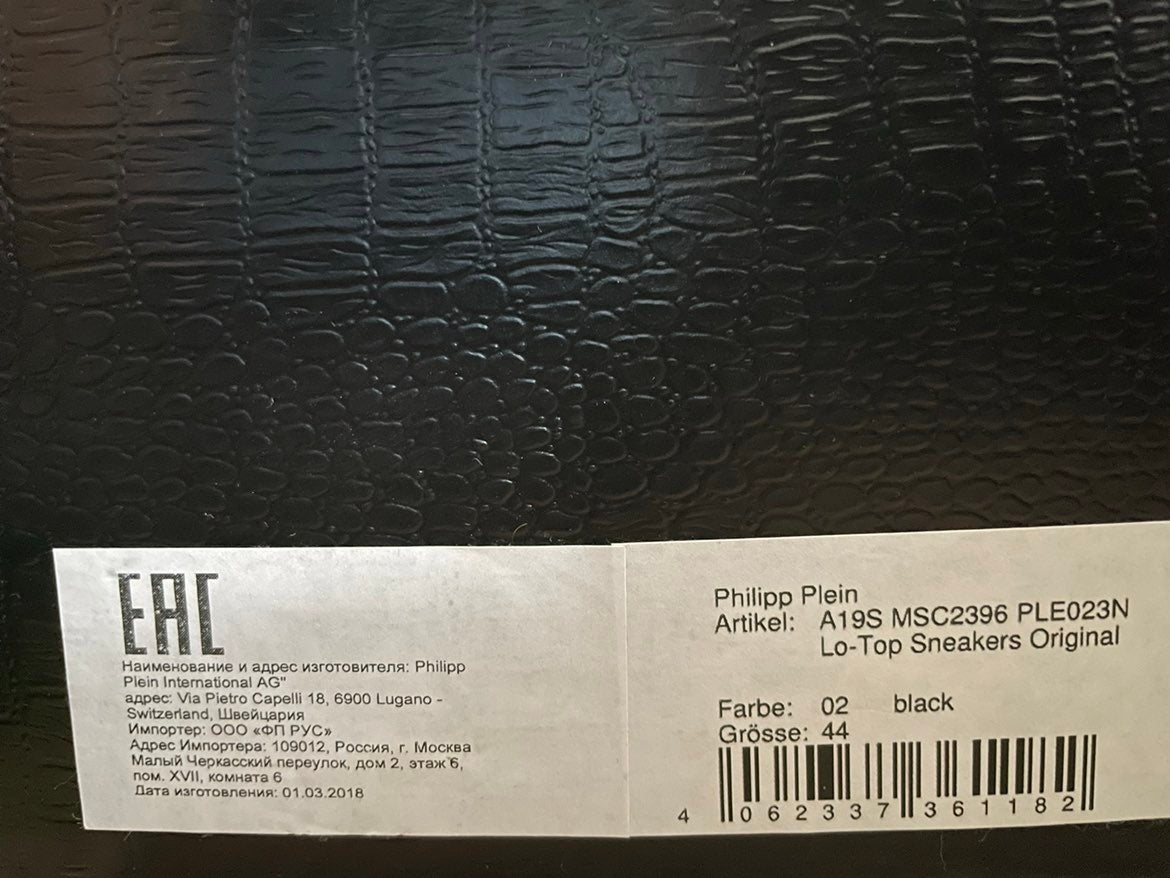 EAC
Наименование и адрес изготовителя: Philipp
Plein International AG"
адрес: Via Pietro Capelli 18, 6900 Lugano -
Switzerland, Швейцария
Импортер: ООО «ФП РУС»
Адрес Импортера: 109012, Россия, г. Москва
Малый Черкасский переулок, дом 2, этаж 6,
пом. XVII, комната 6
Дата изготовления: 01.03.2018
Philipp Plein
Artikel: A19S MSC2396 PLE023N
Lo-Top Sneakers Original
Farbe: 02 black
Grösse: 44
4 062337 361182